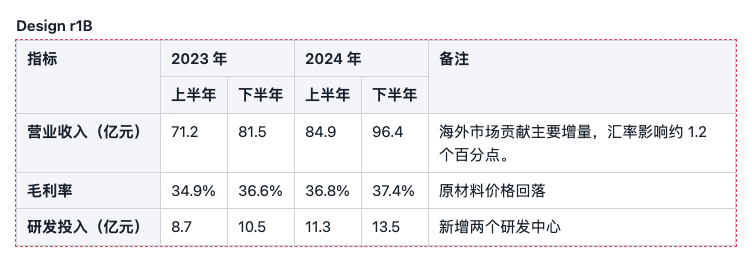 Design r1B
指标 2023 年 2024 年 备注
上半年 下半年 上半年 下半年
营业收入（亿元） 71.2 81.5 84.9 96.4 海外市场贡献主要增量，汇率影响约 1.2
个百分点。
毛利率 34.9% 36.6% 36.8% 37.4% 原材料价格回落
研发投入（亿元） 8.7 10.5 11.3 13.5 新增两个研发中心